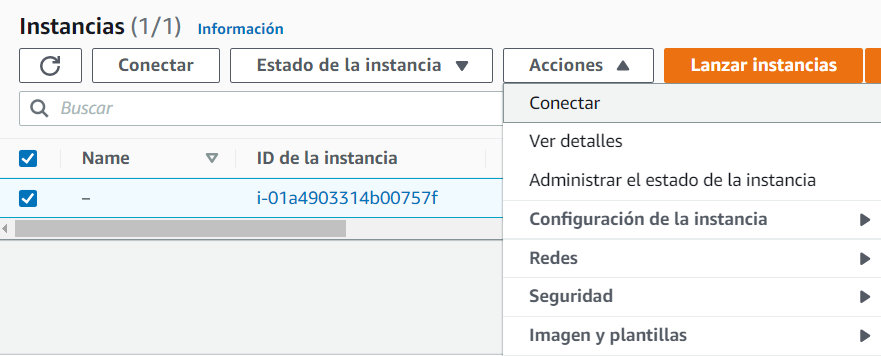 Instancias (1/1) Información
Conectar Estado de la instancia Acciones Lanzar instancias
Buscar
Conectar
Ver detalles
Administrar el estado de la instancia
Configuración de la instancia
Redes
Seguridad
Imagen y plantillas
Name ID de la instancia
– i-01a4903314b00757f